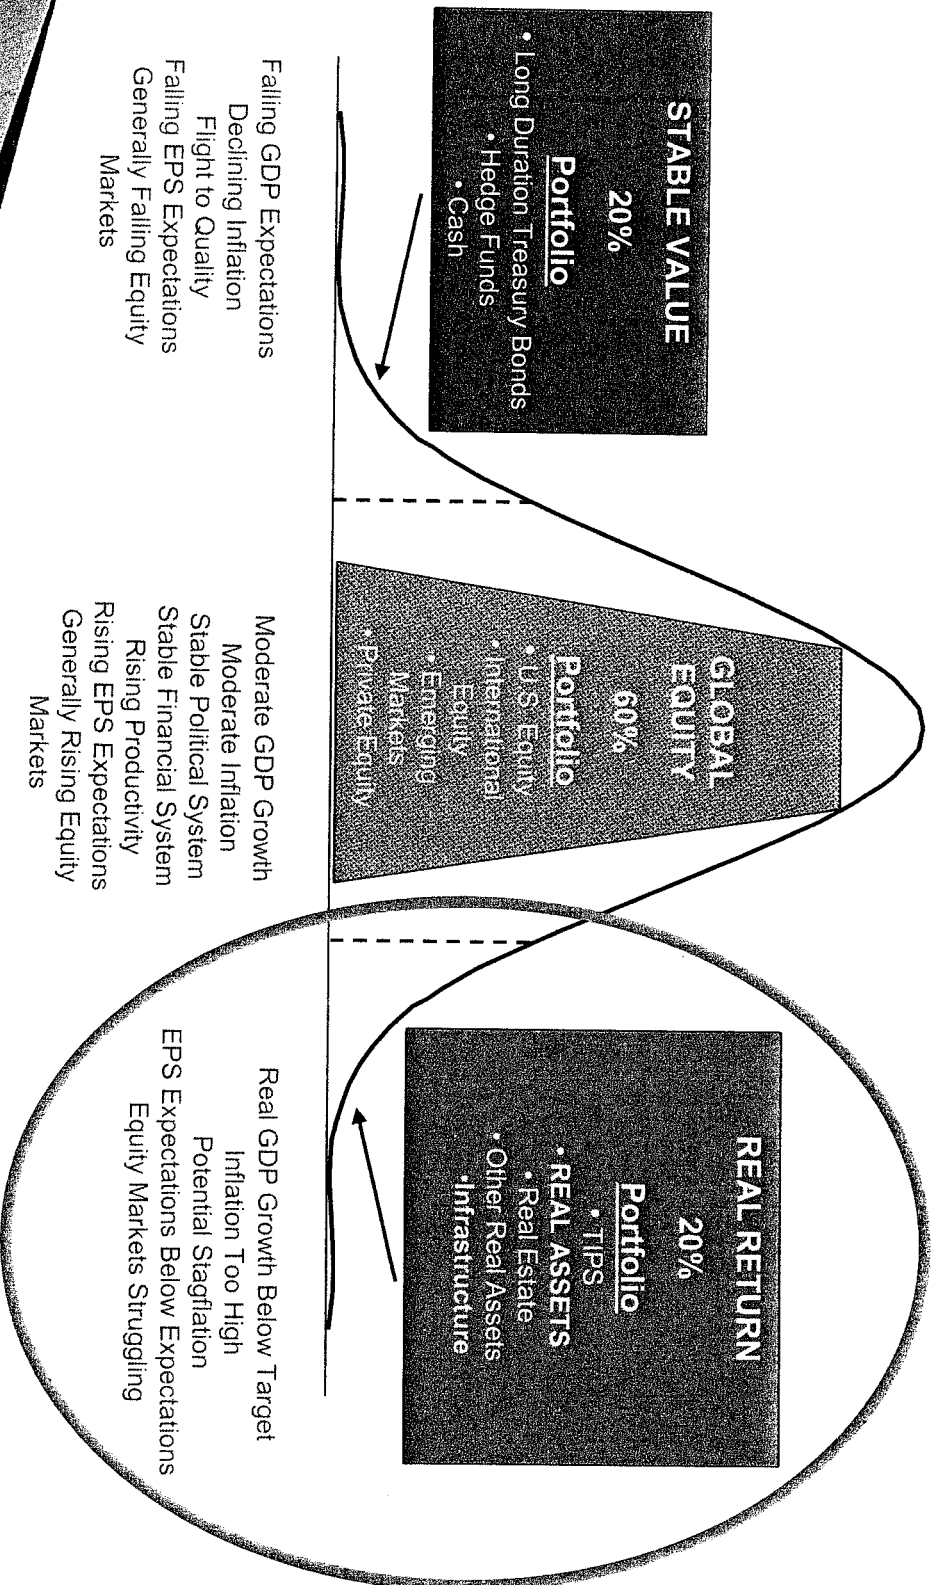 STABLE VALUE
20%
Portfolio
• Long Duration Treasury Bonds
• Hedge Funds
• Cash
Falling GDP Expectations
Declining Inflation
Flight to Quality
Falling EPS Expectations
Generally Falling Equity
Markets
GLOBAL
EQUITY
60%
Portfolio
• U.S. Equity
• International
Equity
• Emerging
Markets
• Private Equity
Moderate GDP Growth
Moderate Inflation
Stable Political System
Stable Financial System
Rising Productivity
Rising EPS Expectations
Generally Rising Equity
Markets
REAL RETURN
20%
Portfolio
• TIPS
• REAL ASSETS
• Real Estate
• Other Real Assets
• Infrastructure
Real GDP Growth Below Target
Inflation Too High
Potential Stagflation
EPS Expectations Below Expectations
Equity Markets Struggling